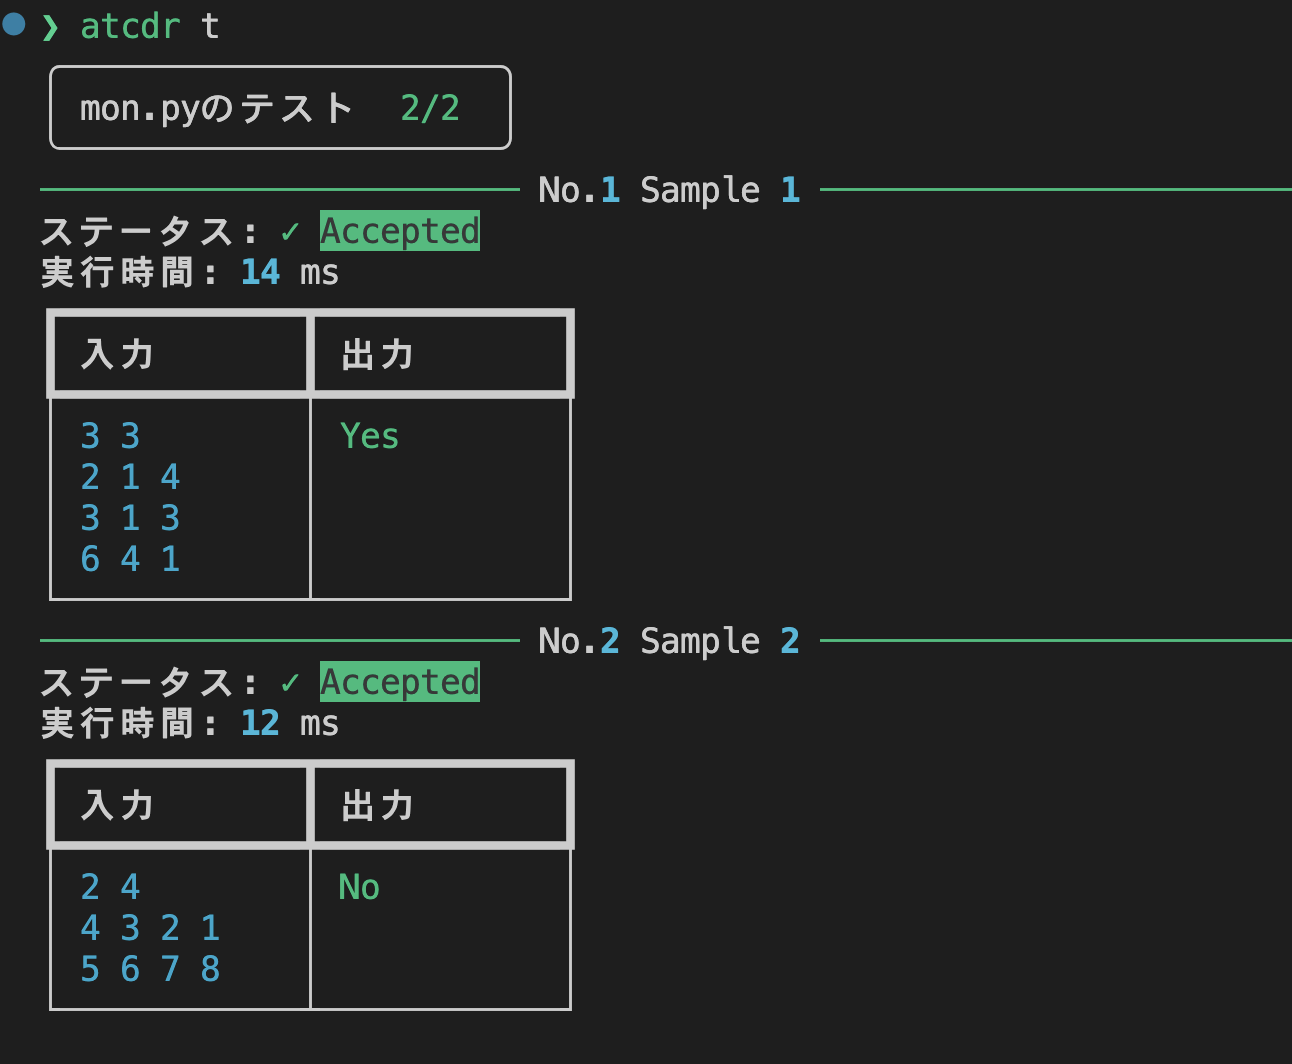 ❯ atcdr t
mon.pyのテスト 2/2
No.1 Sample 1
ステータス: ✓ Accepted
実行時間: 14 ms
入力 出力
3 3 Yes
2 1 4
3 1 3
6 4 1
No.2 Sample 2
ステータス: ✓ Accepted
実行時間: 12 ms
入力 出力
2 4 No
4 3 2 1
5 6 7 8